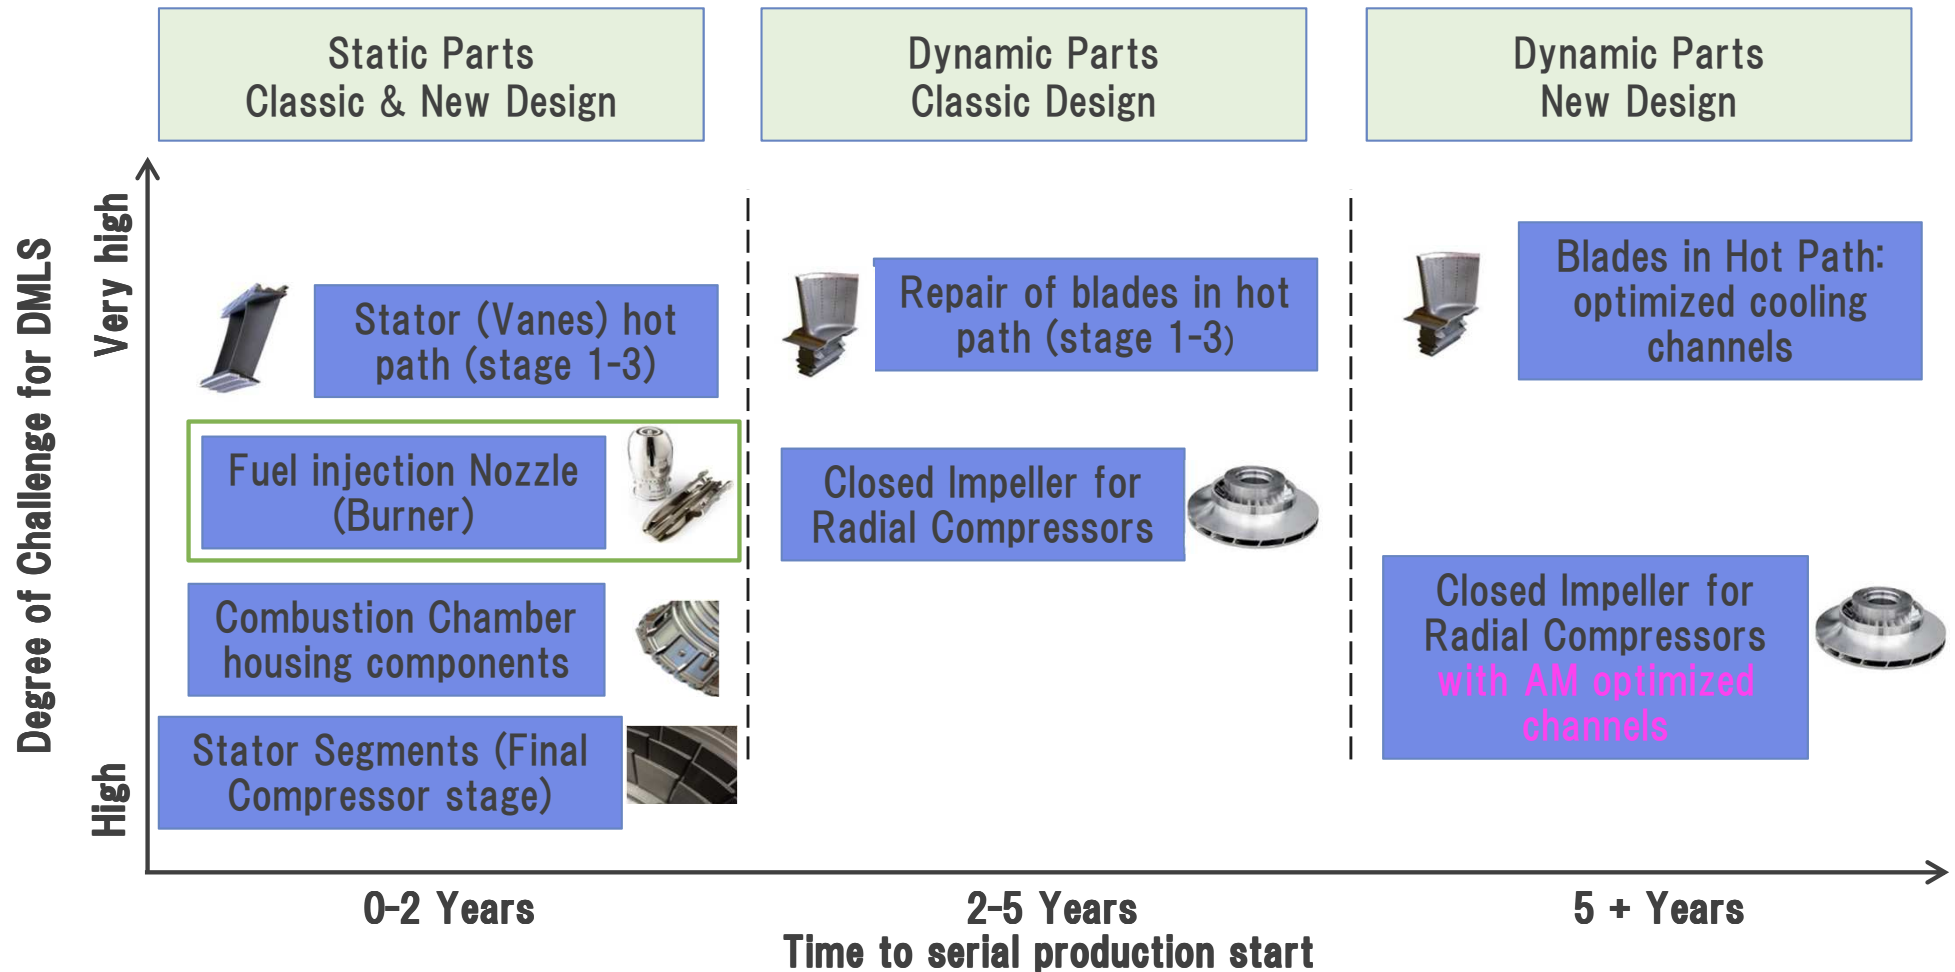 Static Parts
Classic & New Design
Dynamic Parts
Classic Design
Dynamic Parts
New Design
Degree of Challenge for DMLS
Very high
High
Stator (Vanes) hot
path (stage 1-3)
Fuel injection Nozzle
(Burner)
Combustion Chamber
housing components
Stator Segments (Final
Compressor stage)
Repair of blades in hot
path (stage 1-3)
Closed Impeller for
Radial Compressors
Blades in Hot Path:
optimized cooling
channels
Closed Impeller for
Radial Compressors
with AM optimized
channels
0-2 Years
2-5 Years
5 + Years
Time to serial production start